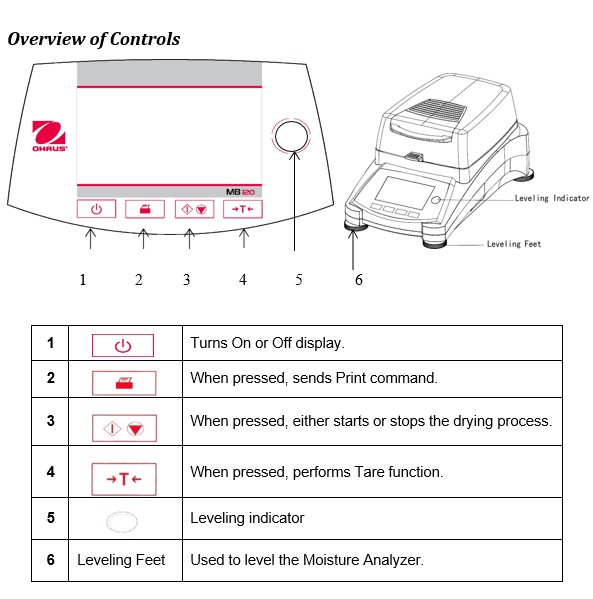 Overview of Controls
OHAUS
MB120
→T←
Leveling Indicator
Leveling Feet
1 2 3 4 5 6
1 Turns On or Off display.
2 When pressed, sends Print command.
3 When pressed, either starts or stops the drying process.
4 →T← When pressed, performs Tare function.
5 Leveling indicator
6 Leveling Feet Used to level the Moisture Analyzer.